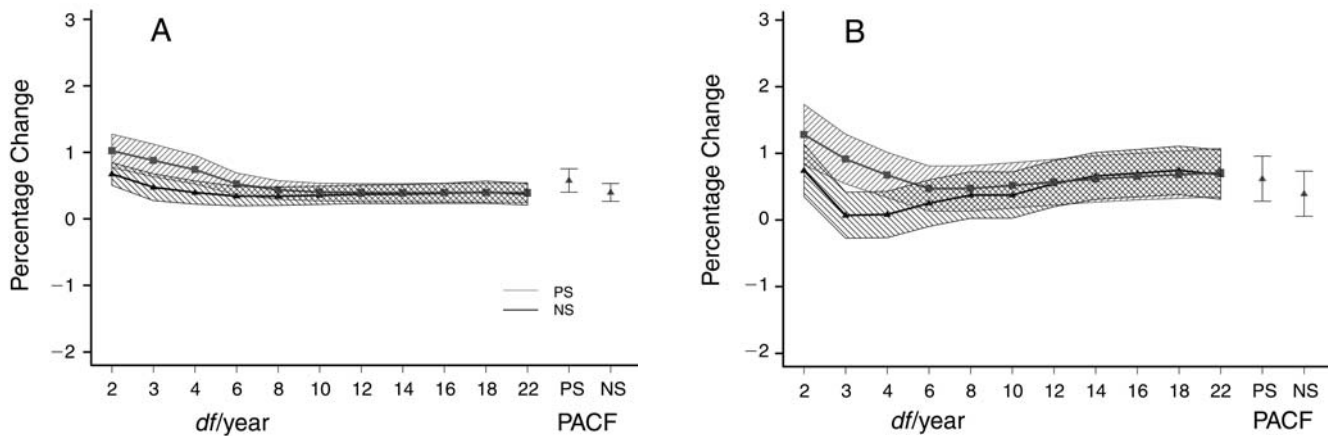 A
Percentage Change
3
2
1
0
−1
−2
PS
NS
2 3 4 6 8 10 12 14 16 18 22 PS NS
df/year PACF
B
Percentage Change
3
2
1
0
−1
−2
2 3 4 6 8 10 12 14 16 18 22 PS NS
df/year PACF